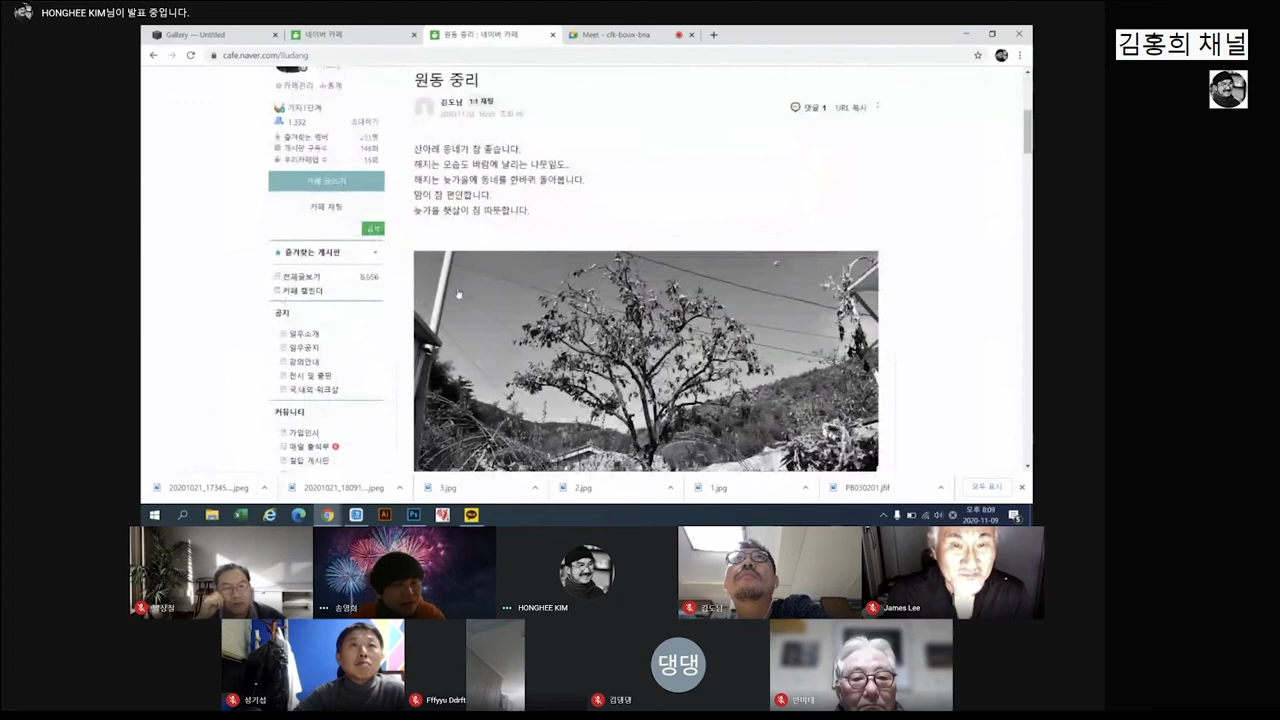 HONGHEE KIM님이 발표 중입니다.
김홍희 채널
Gallery — Untitled
네이버 카페
원동 중리 : 네이버 카페
Meet - cfk-bowx-bna
cafe.naver.com/iludang
카페관리
통계
가지1단계
1,332
초대하기
즐겨찾는 멤버
게시판 구독수
146회
우리카페앱 수
15회
카페 글쓰기
카페 채팅
검색
즐겨찾는 게시판
전체글보기
8,656
카페 캘린더
공지
일우소개
일우공지
강의안내
전시 및 출판
국,내외 워크샵
커뮤니티
가입인사
매일 출석부
질답 게시판
원동 중리
김도남 1:1 채팅
댓글 1 URL 복사
산아래 동네가 참 좋습니다.
해지는 모습도 바람에 날리는 나뭇잎도..
해지는 늦가을에 동네를 한바퀴 돌아봅니다.
맘이 참 편안합니다.
늦가을 햇살이 참 따뜻합니다.
20201021_17345....jpeg
20201021_18091....jpeg
3.jpg
2.jpg
1.jpg
PB030201.jfif
모두 표시
오후 8:09
2020-11-09
송영희
HONGHEE KIM
김도남
James Lee
성기섭
Fffyyu Ddrft
댕댕
김댕댕